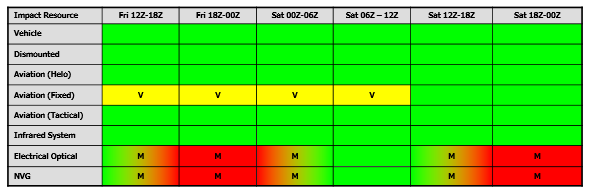 Impact Resource Fri 12Z-18Z Fri 18Z-00Z Sat 00Z-06Z Sat 06Z – 12Z Sat 12Z-18Z Sat 18Z-00Z
Vehicle
Dismounted
Aviation (Helo)
Aviation (Fixed) V V V V
Aviation (Tactical)
Infrared System
Electrical Optical M M M M M
NVG M M M M M